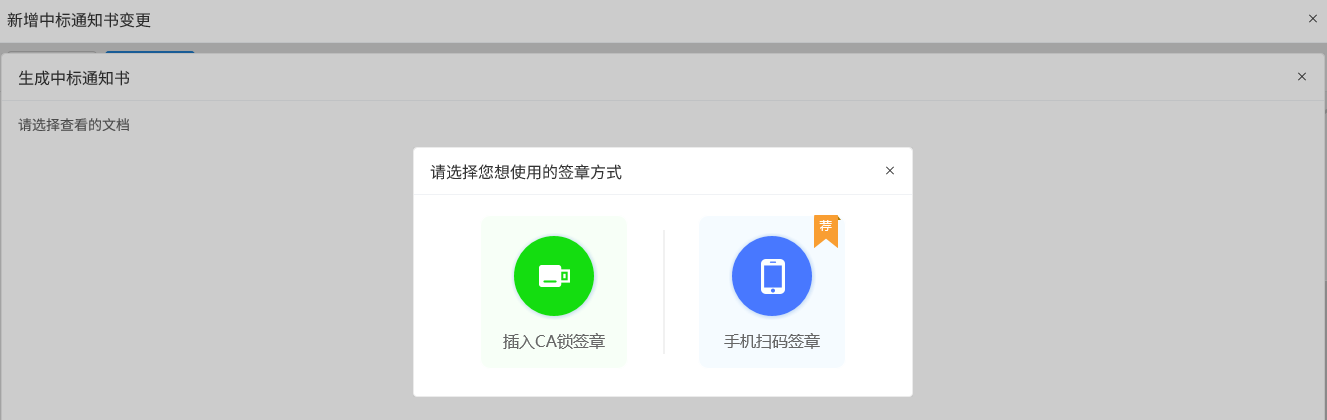 新增中标通知书变更
生成中标通知书
请选择查看的文档
请选择您想使用的签章方式
荐
插入CA锁签章
手机扫码签章